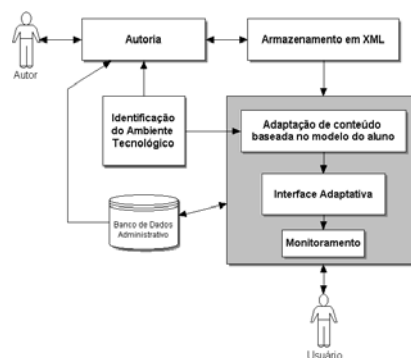 Autoria
Armazenamento em XML
Autor
Identificação
do Ambiente
Tecnológico
Adaptação de conteúdo
baseada no modelo do aluno
Interface Adaptativa
Banco de Dados
Administrativo
Monitoramento
Usuário